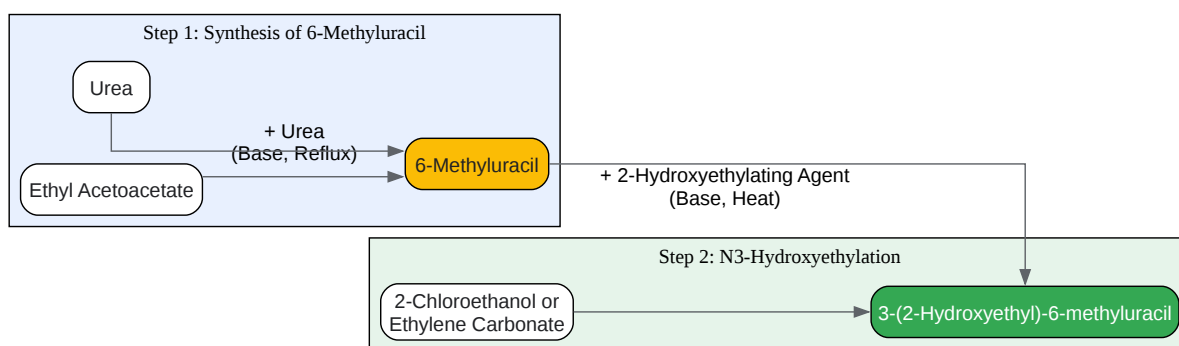 Step 1: Synthesis of 6-Methyluracil
Urea
+ Urea
(Base, Reflux)
Ethyl Acetoacetate
6-Methyluracil
+ 2-Hydroxyethylating Agent
(Base, Heat)
Step 2: N3-Hydroxyethylation
2-Chloroethanol or
Ethylene Carbonate
3-(2-Hydroxyethyl)-6-methyluracil